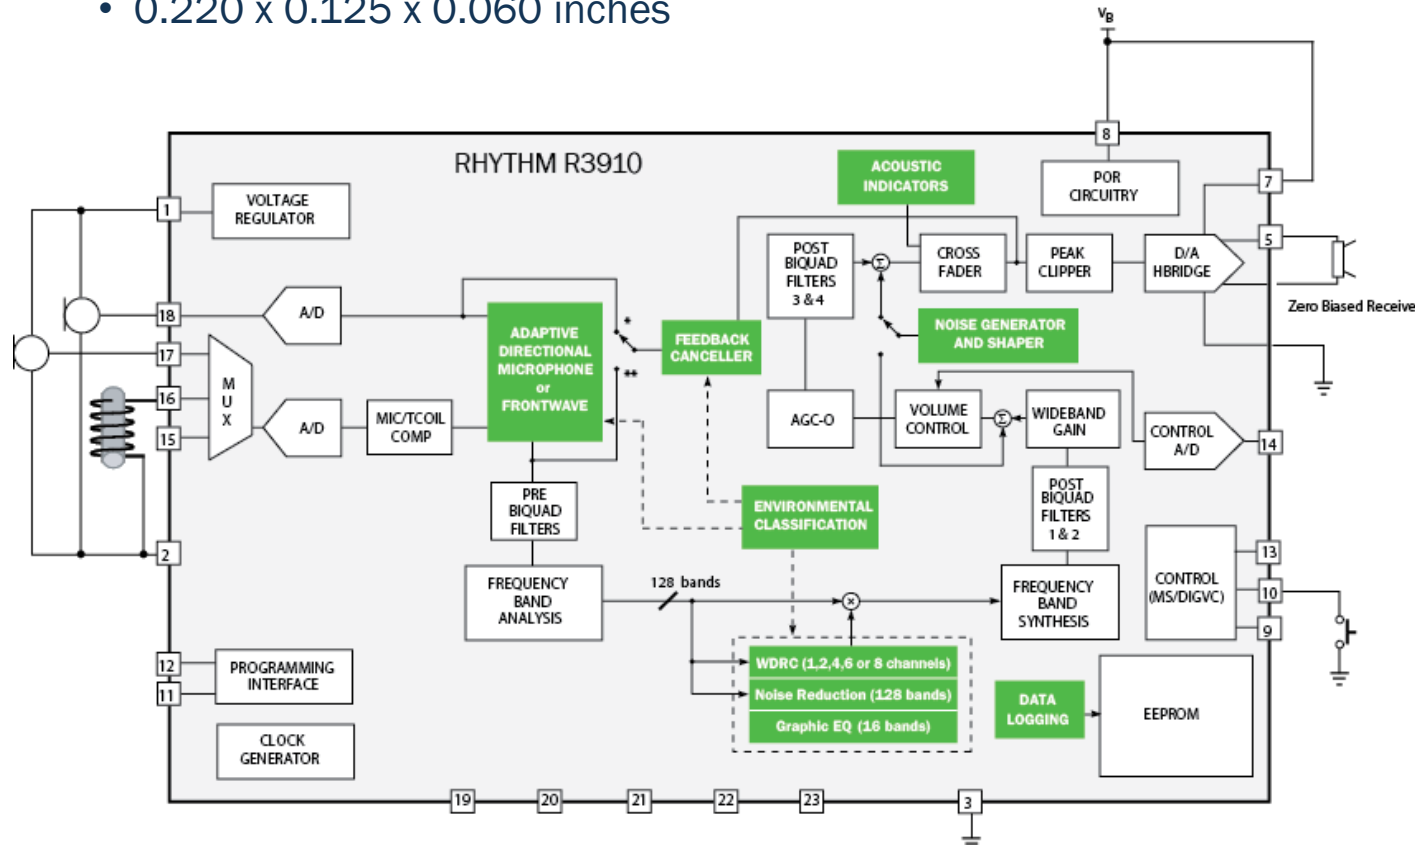 • 0.220 x 0.125 x 0.060 inches
VB
8
RHYTHM R3910
ACOUSTIC
INDICATORS
POR
CIRCUITRY
7
1
VOLTAGE
REGULATOR
5
POST
BIQUAD
FILTERS
3 & 4
Σ
CROSS
FADER
PEAK
CLIPPER
D/A
HBRIDGE
Zero Biased Receive
18
A/D
17
16
15
MUX
A/D
MIC/TCOIL
COMP
ADAPTIVE
DIRECTIONAL
MICROPHONE
or
FRONTWAVE
*
**
FEEDBACK
CANCELLER
NOISE GENERATOR
AND SHAPER
AGC-O
VOLUME
CONTROL
Σ
WIDEBAND
GAIN
CONTROL
A/D
14
PRE
BIQUAD
FILTERS
ENVIRONMENTAL
CLASSIFICATION
POST
BIQUAD
FILTERS
1 & 2
2
FREQUENCY
BAND
ANALYSIS
128 bands
×
FREQUENCY
BAND
SYNTHESIS
CONTROL
(MS/DIGVC)
13
10
9
12
11
PROGRAMMING
INTERFACE
WDRC (1,2,4,6 or 8 channels)
Noise Reduction (128 bands)
Graphic EQ (16 bands)
DATA
LOGGING
EEPROM
CLOCK
GENERATOR
19
20
21
22
23
3